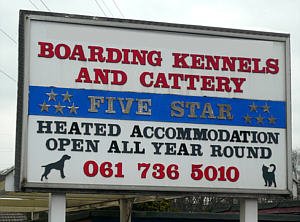 BOARDING KENNELS
AND CATTERY
FIVE STAR
HEATED ACCOMMODATION
OPEN ALL YEAR ROUND
061 736 5010